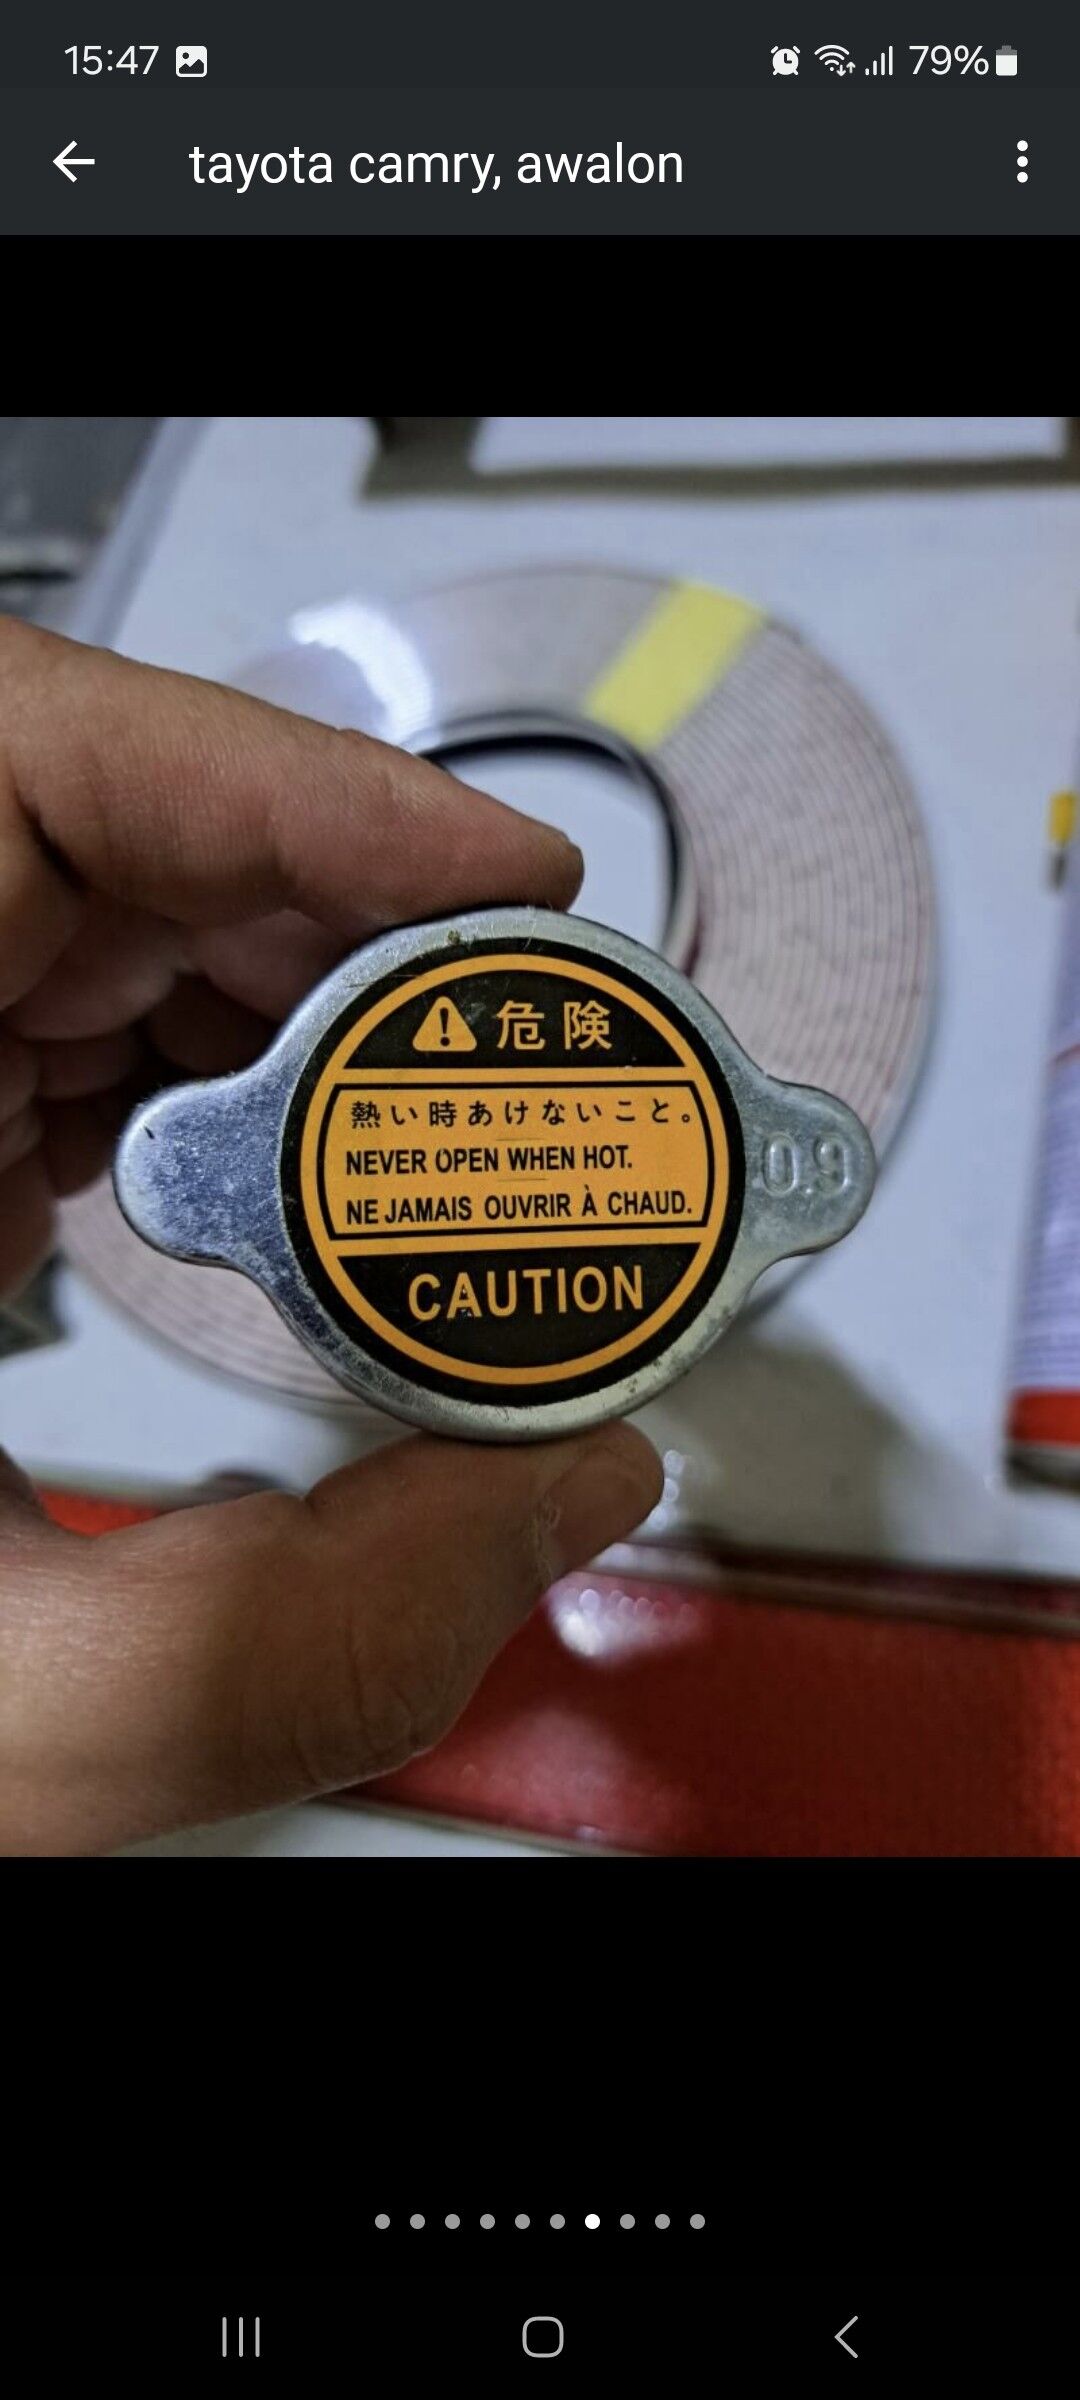 15:47
79%
tayota camry, awalon
危険
熱い時あけないこと。
NEVER OPEN WHEN HOT.
NE JAMAIS OUVRIR À CHAUD.
CAUTION
0.9